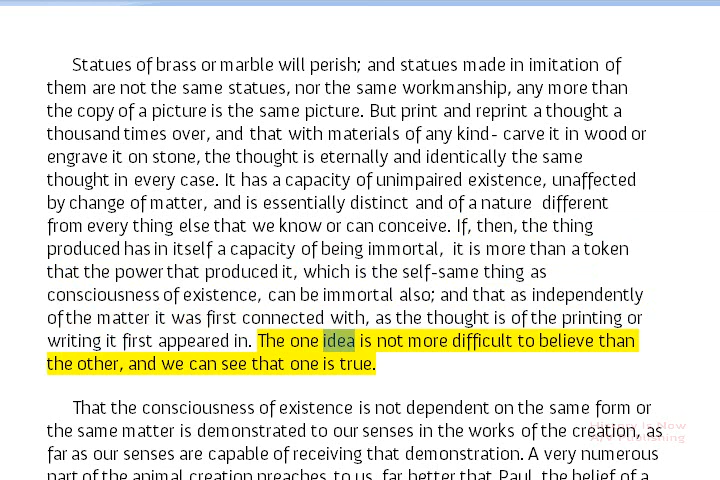 Statues of brass or marble will perish; and statues made in imitation of
them are not the same statues, nor the same workmanship, any more than
the copy of a picture is the same picture. But print and reprint a thought a
thousand times over, and that with materials of any kind- carve it in wood or
engrave it on stone, the thought is eternally and identically the same
thought in every case. It has a capacity of unimpaired existence, unaffected
by change of matter, and is essentially distinct and of a nature different
from every thing else that we know or can conceive. If, then, the thing
produced has in itself a capacity of being immortal, it is more than a token
that the power that produced it, which is the self-same thing as
consciousness of existence, can be immortal also; and that as independently
of the matter it was first connected with, as the thought is of the printing or
writing it first appeared in. The one idea is not more difficult to believe than
the other, and we can see that one is true.
That the consciousness of existence is not dependent on the same form or
the same matter is demonstrated to our senses in the works of the creation, as
far as our senses are capable of receiving that demonstration. A very numerous
part of the animal creation preaches to us, far better that Paul, the belief of a
History Is Now
Publishing